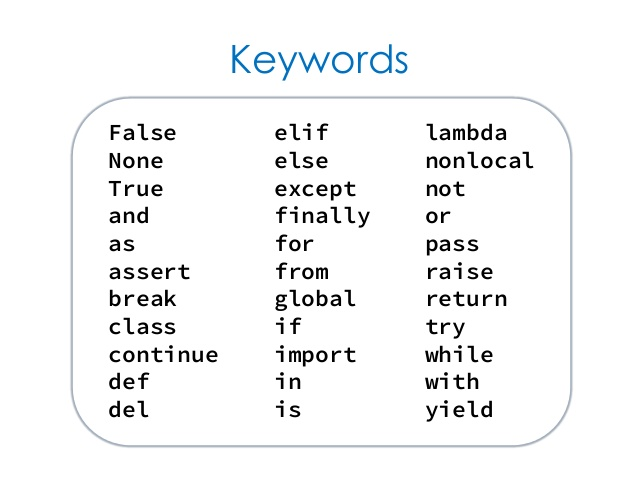 Keywords
False elif lambda
None else nonlocal
True except not
and finally or
as for pass
assert from raise
break global return
class if try
continue import while
def in with
del is yield